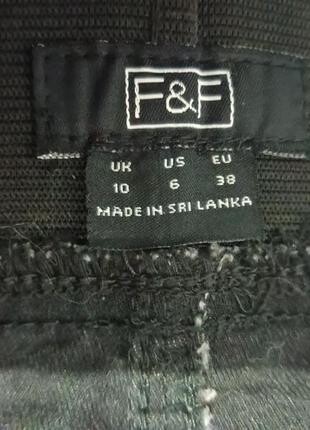 F&F
UK US EU
10 6 38
MADE IN SRI LANKA